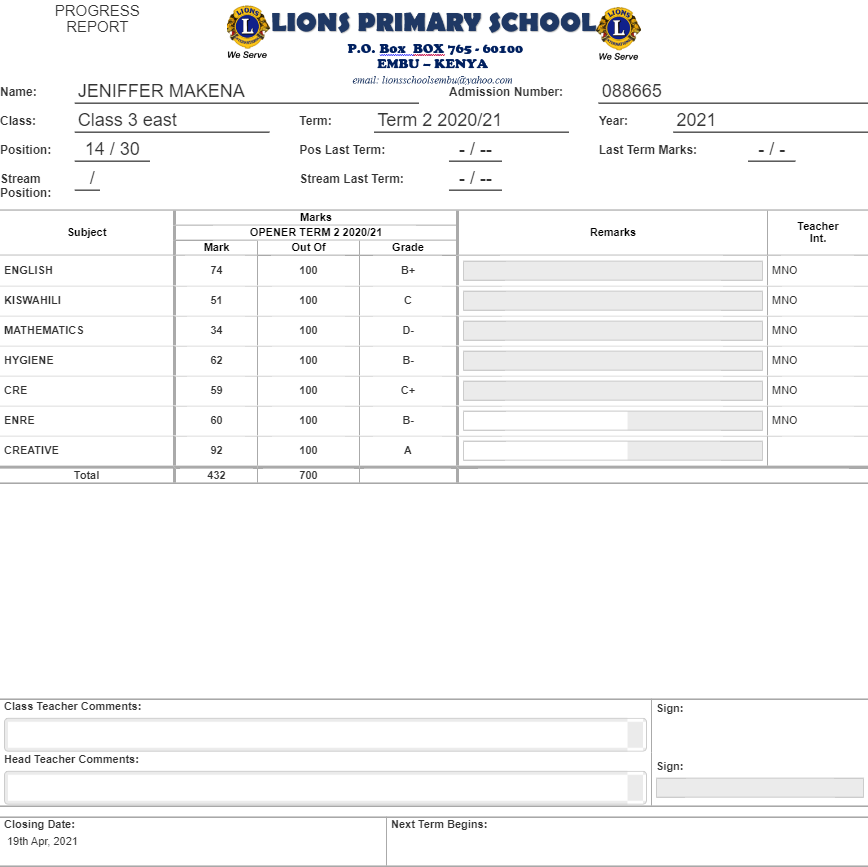 PROGRESS
REPORT
LIONS
L
INTERNATIONAL
We Serve
LIONS PRIMARY SCHOOL
P.O. Box BOX 765 - 60100
EMBU – KENYA
email: lionsschoolsembu@yahoo.com
LIONS
L
INTERNATIONAL
We Serve
Name: JENIFFER MAKENA Admission Number: 088665
Class: Class 3 east Term: Term 2 2020/21 Year: 2021
Position: 14 / 30 Pos Last Term: - / -- Last Term Marks: - / -
Stream Position: / Stream Last Term: - / --
Subject Marks Remarks Teacher Int.
OPENER TERM 2 2020/21
Mark Out Of Grade
ENGLISH 74 100 B+ MNO
KISWAHILI 51 100 C MNO
MATHEMATICS 34 100 D- MNO
HYGIENE 62 100 B- MNO
CRE 59 100 C+ MNO
ENRE 60 100 B- MNO
CREATIVE 92 100 A
Total 432 700
Class Teacher Comments: Sign:
Head Teacher Comments: Sign:
Closing Date: Next Term Begins:
19th Apr, 2021